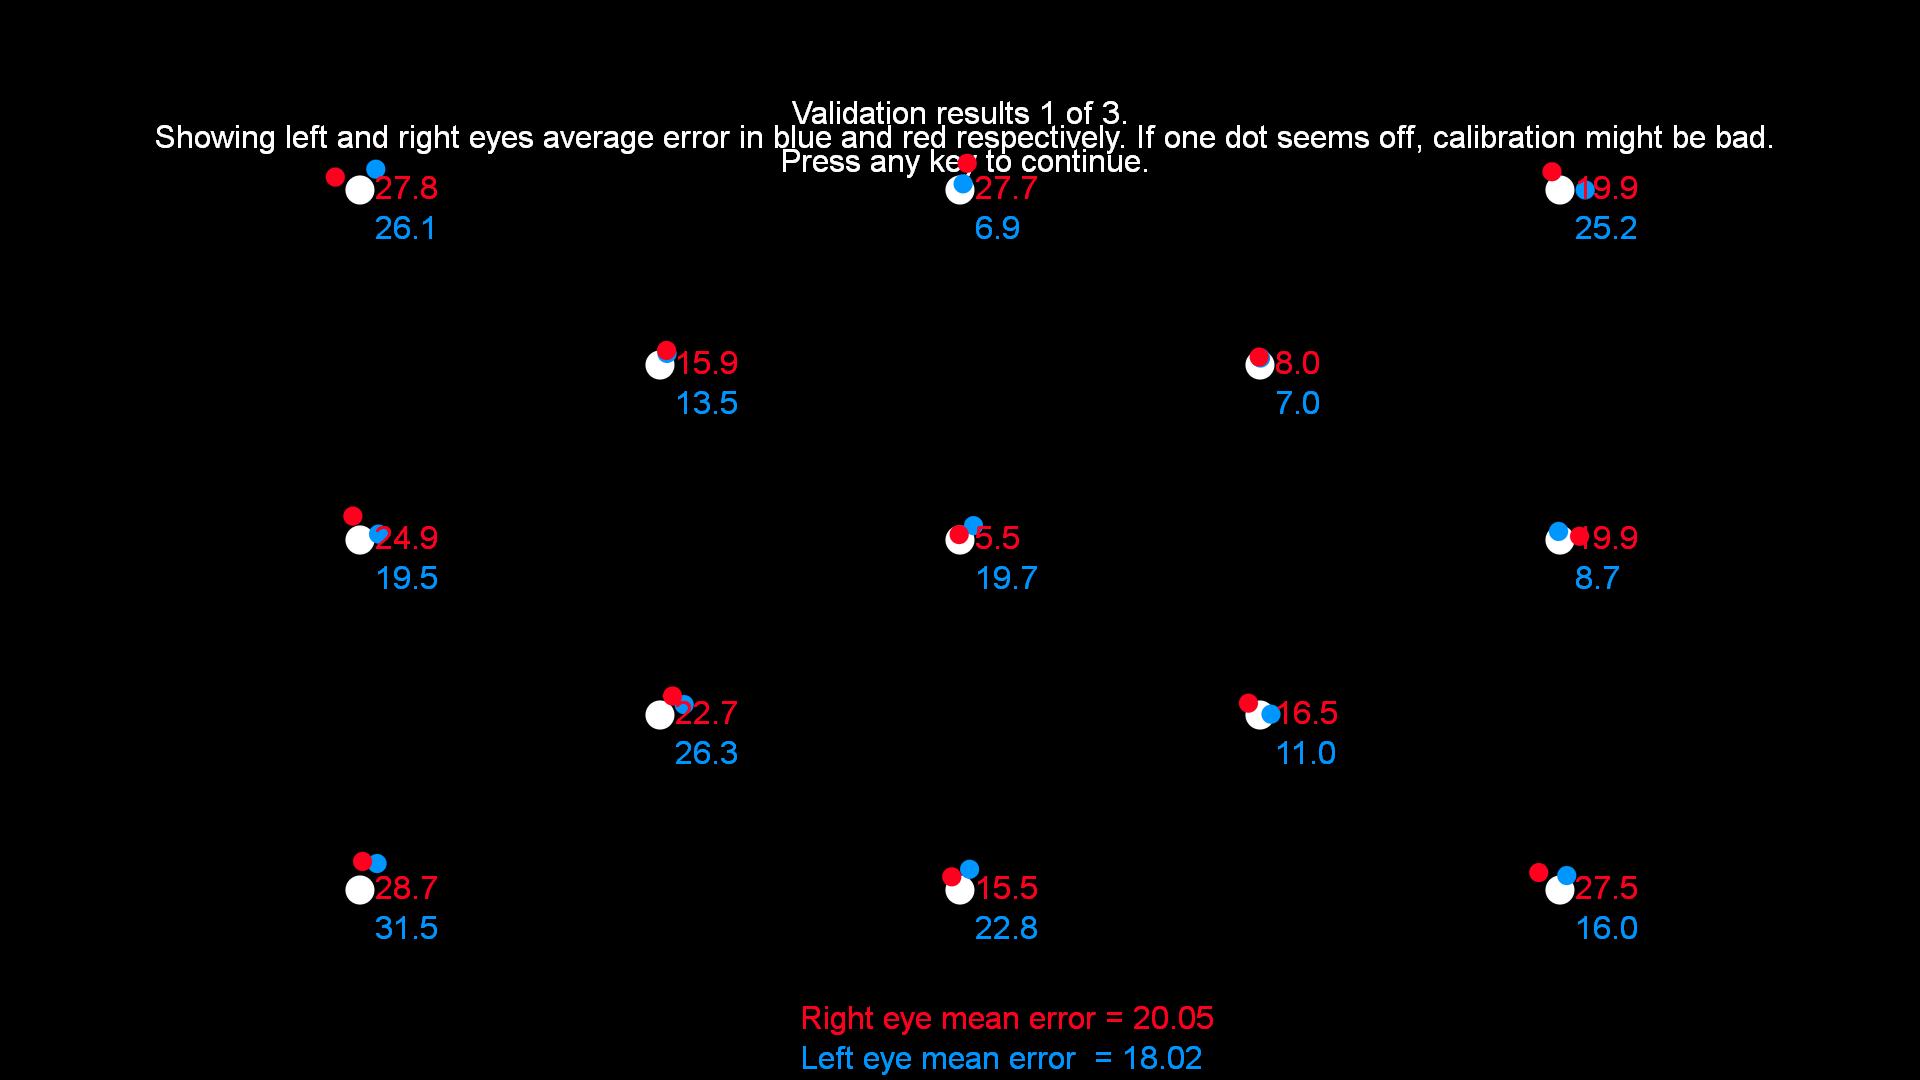 Validation results 1 of 3.
Showing left and right eyes average error in blue and red respectively. If one dot seems off, calibration might be bad.
Press any key to continue.
27.8 27.7 19.9
26.1 6.9 25.2
15.9 8.0
13.5 7.0
24.9 5.5 19.9
19.5 19.7 8.7
22.7 16.5
26.3 11.0
28.7 15.5 27.5
31.5 22.8 16.0
Right eye mean error = 20.05
Left eye mean error  = 18.02